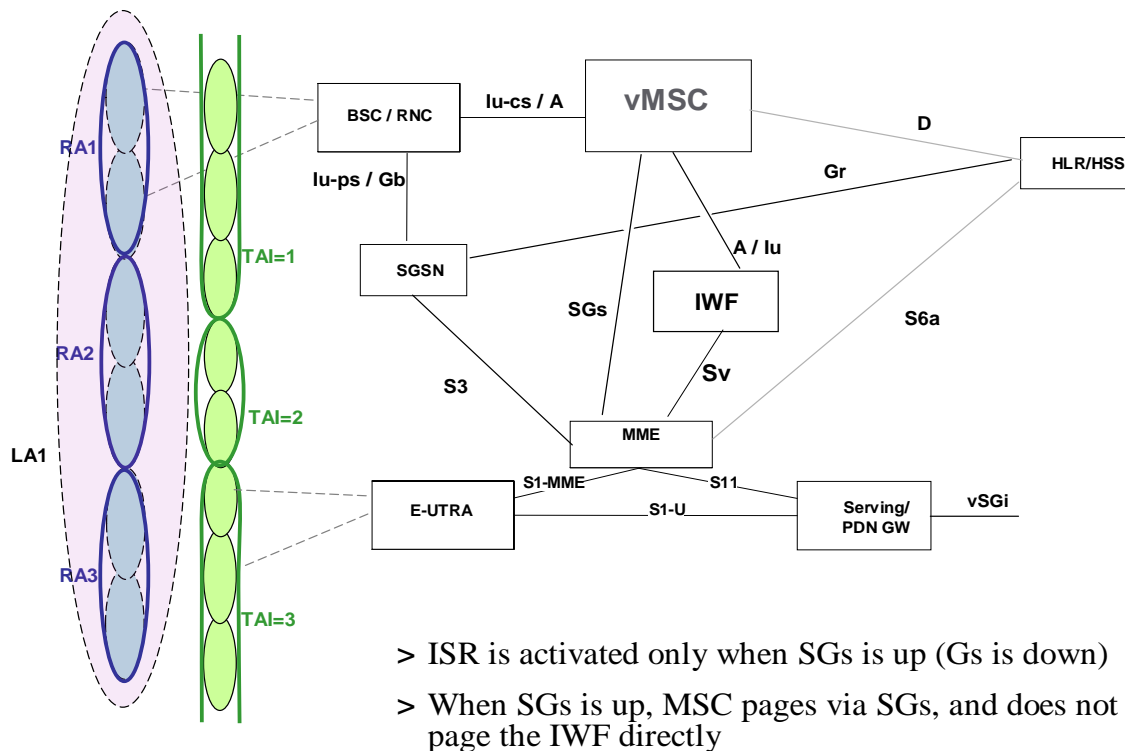 Iu-cs / A
vMSC
BSC / RNC
D
RA1
HLR/HSS
Gr
Iu-ps / Gb
TAI=1
A / Iu
SGSN
IWF
SGs
S6a
RA2
Sv
S3
TAI=2
MME
LA1
S1-MME
S11
E-UTRA
S1-U
Serving/
PDN GW
vSGi
RA3
TAI=3
> ISR is activated only when SGs is up (Gs is down)
> When SGs is up, MSC pages via SGs, and does not
page the IWF directly